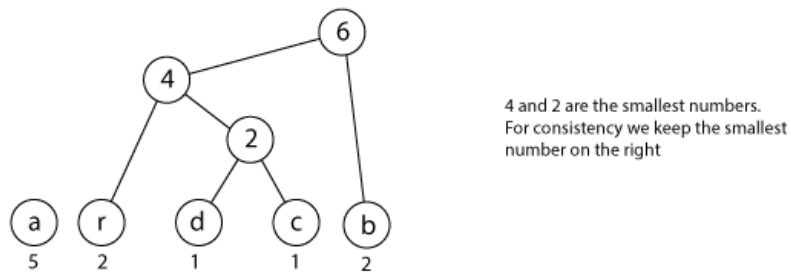 6
4
4 and 2 are the smallest numbers.
For consistency we keep the smallest
number on the right
2
a r d c b
5 2 1 1 2